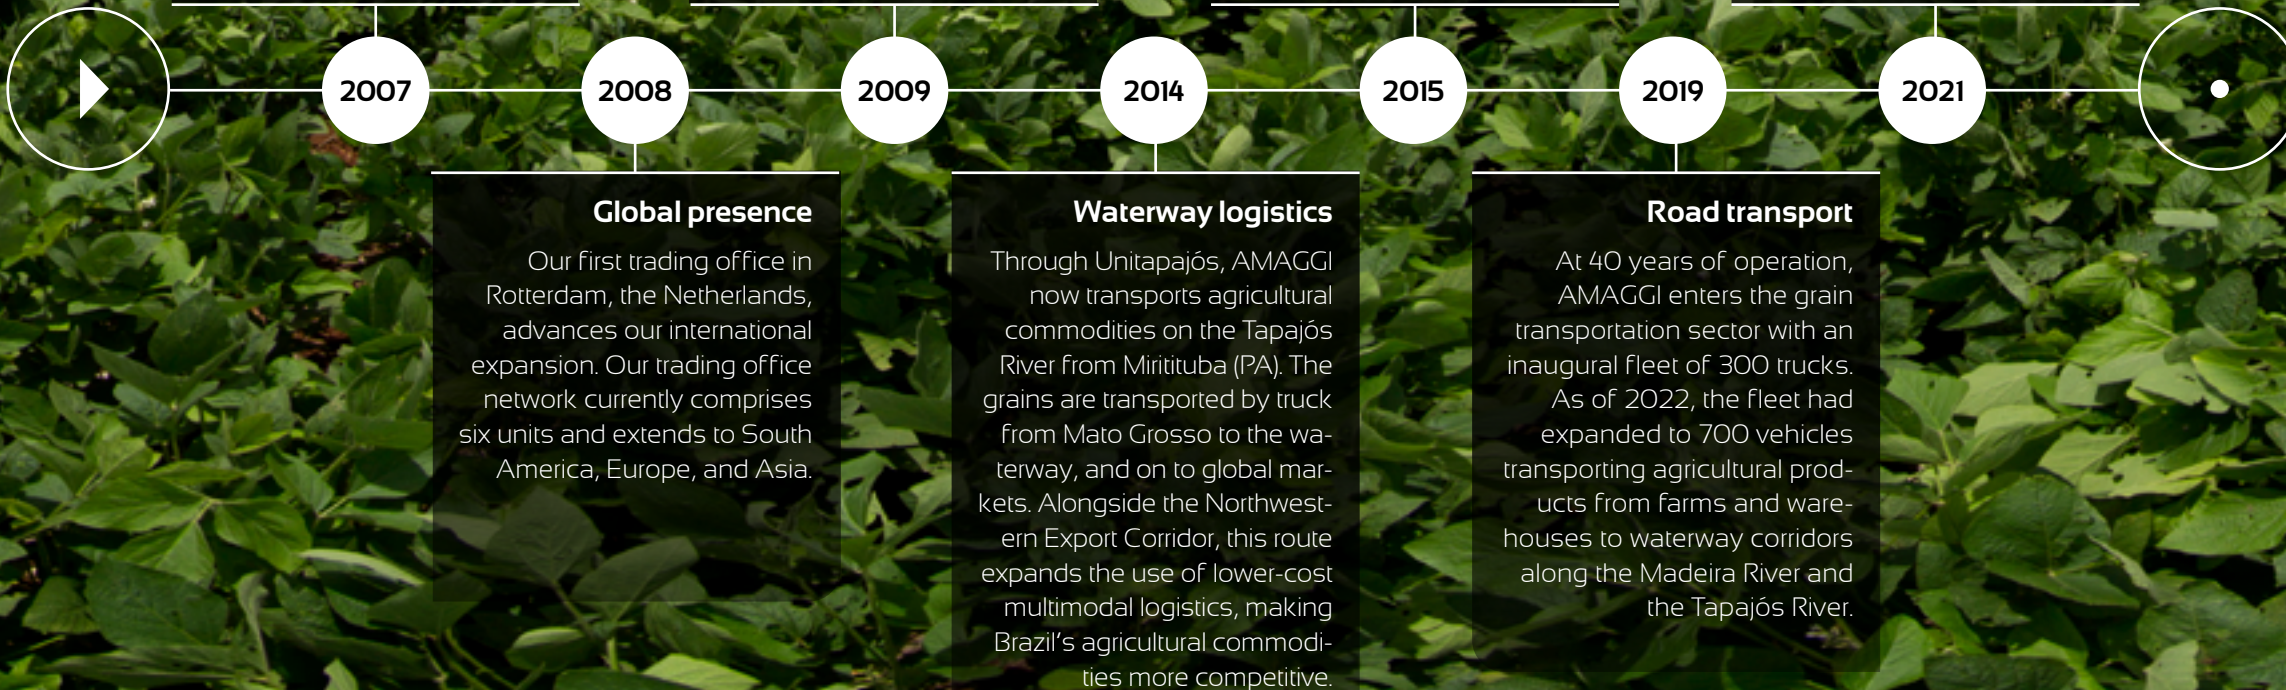 2007
2008
2009
2014
2015
2019
2021
Global presence
Our first trading office in
Rotterdam, the Netherlands,
advances our international
expansion. Our trading office
network currently comprises
six units and extends to South
America, Europe, and Asia.
Waterway logistics
Through Unitapajós, AMAGGI
now transports agricultural
commodities on the Tapajós
River from Miritituba (PA). The
grains are transported by truck
from Mato Grosso to the wa-
terway, and on to global mar-
kets. Alongside the Northwest-
ern Export Corridor, this route
expands the use of lower-cost
multimodal logistics, making
Brazil's agricultural commodi-
ties more competitive.
Road transport
At 40 years of operation,
AMAGGI enters the grain
transportation sector with an
inaugural fleet of 300 trucks.
As of 2022, the fleet had
expanded to 700 vehicles
transporting agricultural prod-
ucts from farms and ware-
houses to waterway corridors
along the Madeira River and
the Tapajós River.